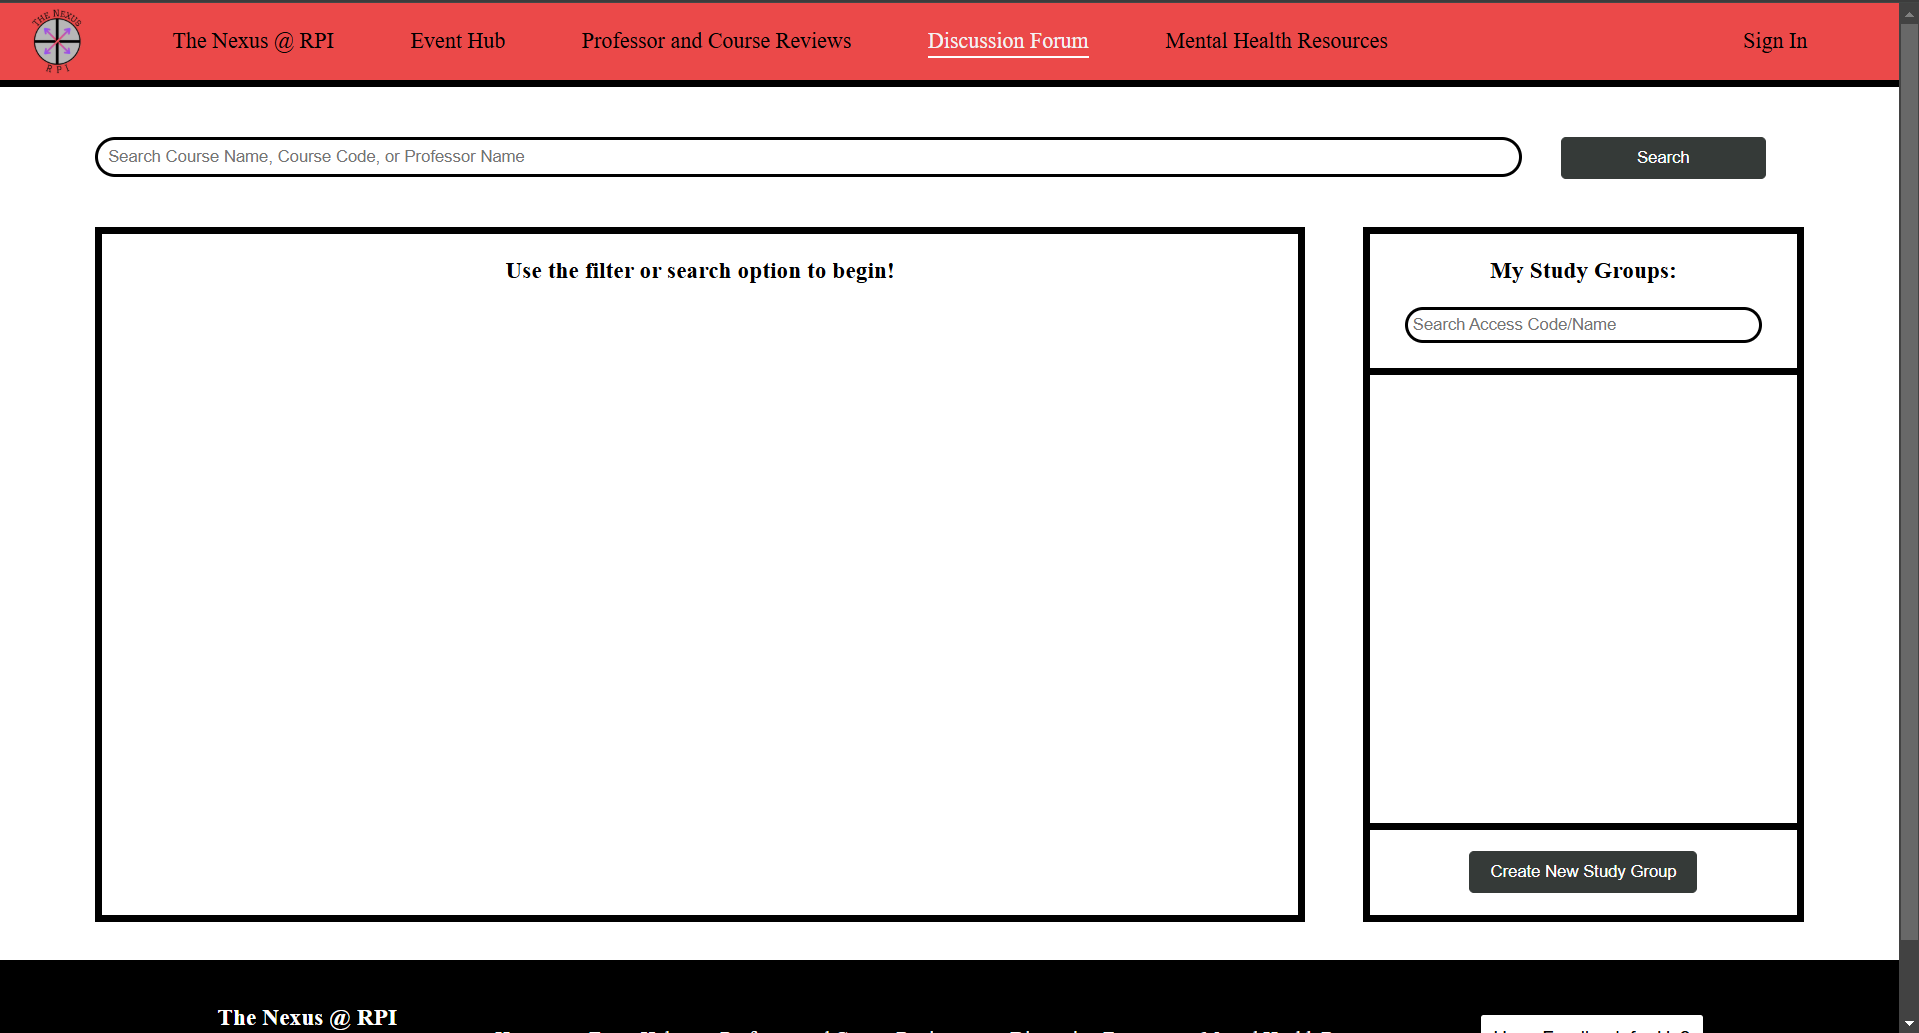 THE NEXUS
RPI
The Nexus @ RPI
Event Hub
Professor and Course Reviews
Discussion Forum
Mental Health Resources
Sign In
Search Course Name, Course Code, or Professor Name
Search
Use the filter or search option to begin!
My Study Groups:
Search Access Code/Name
Create New Study Group
The Nexus @ RPI